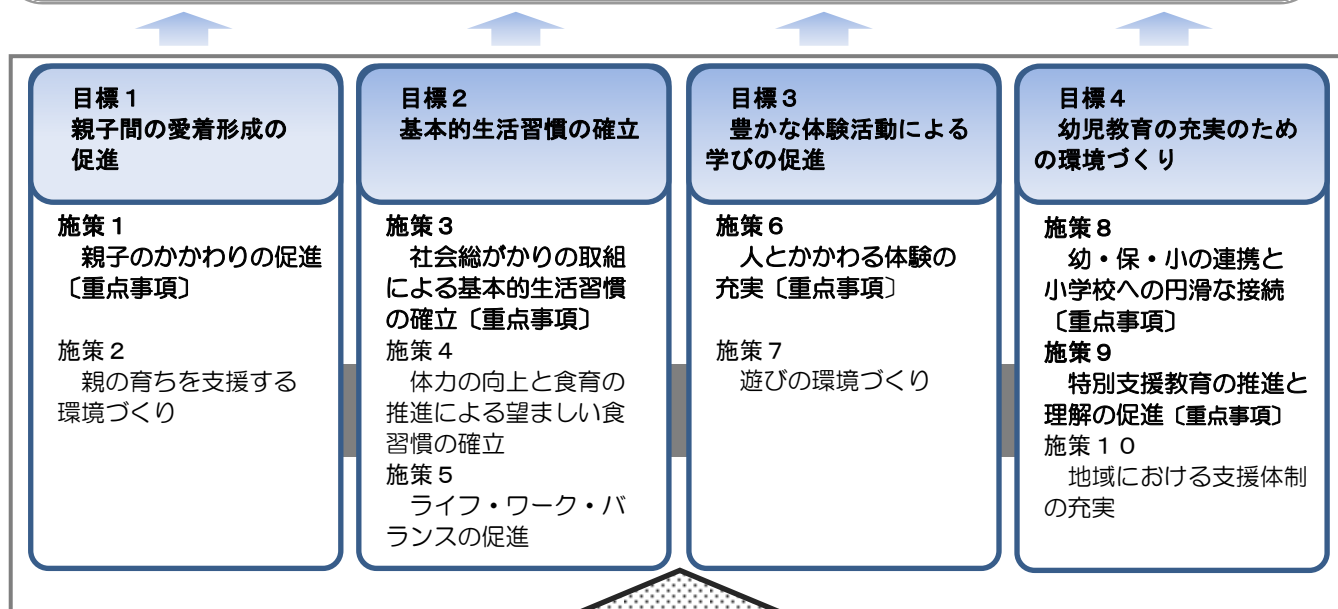 目標１
親子間の愛着形成の
促進
施策１
親子のかかわりの促進
〔重点事項〕
施策２
親の育ちを支援する
環境づくり
目標２
基本的生活習慣の確立
施策３
社会総がかりの取組
による基本的生活習慣
の確立〔重点事項〕
施策４
体力の向上と食育の
推進による望ましい食
習慣の確立
施策５
ライフ・ワーク・バ
ランスの促進
目標３
豊かな体験活動による
学びの促進
施策６
人とかかわる体験の
充実〔重点事項〕
施策７
遊びの環境づくり
目標４
幼児教育の充実のため
の環境づくり
施策８
幼・保・小の連携と
小学校への円滑な接続
〔重点事項〕
施策９
特別支援教育の推進と
理解の促進〔重点事項〕
施策１０
地域における支援体制
の充実